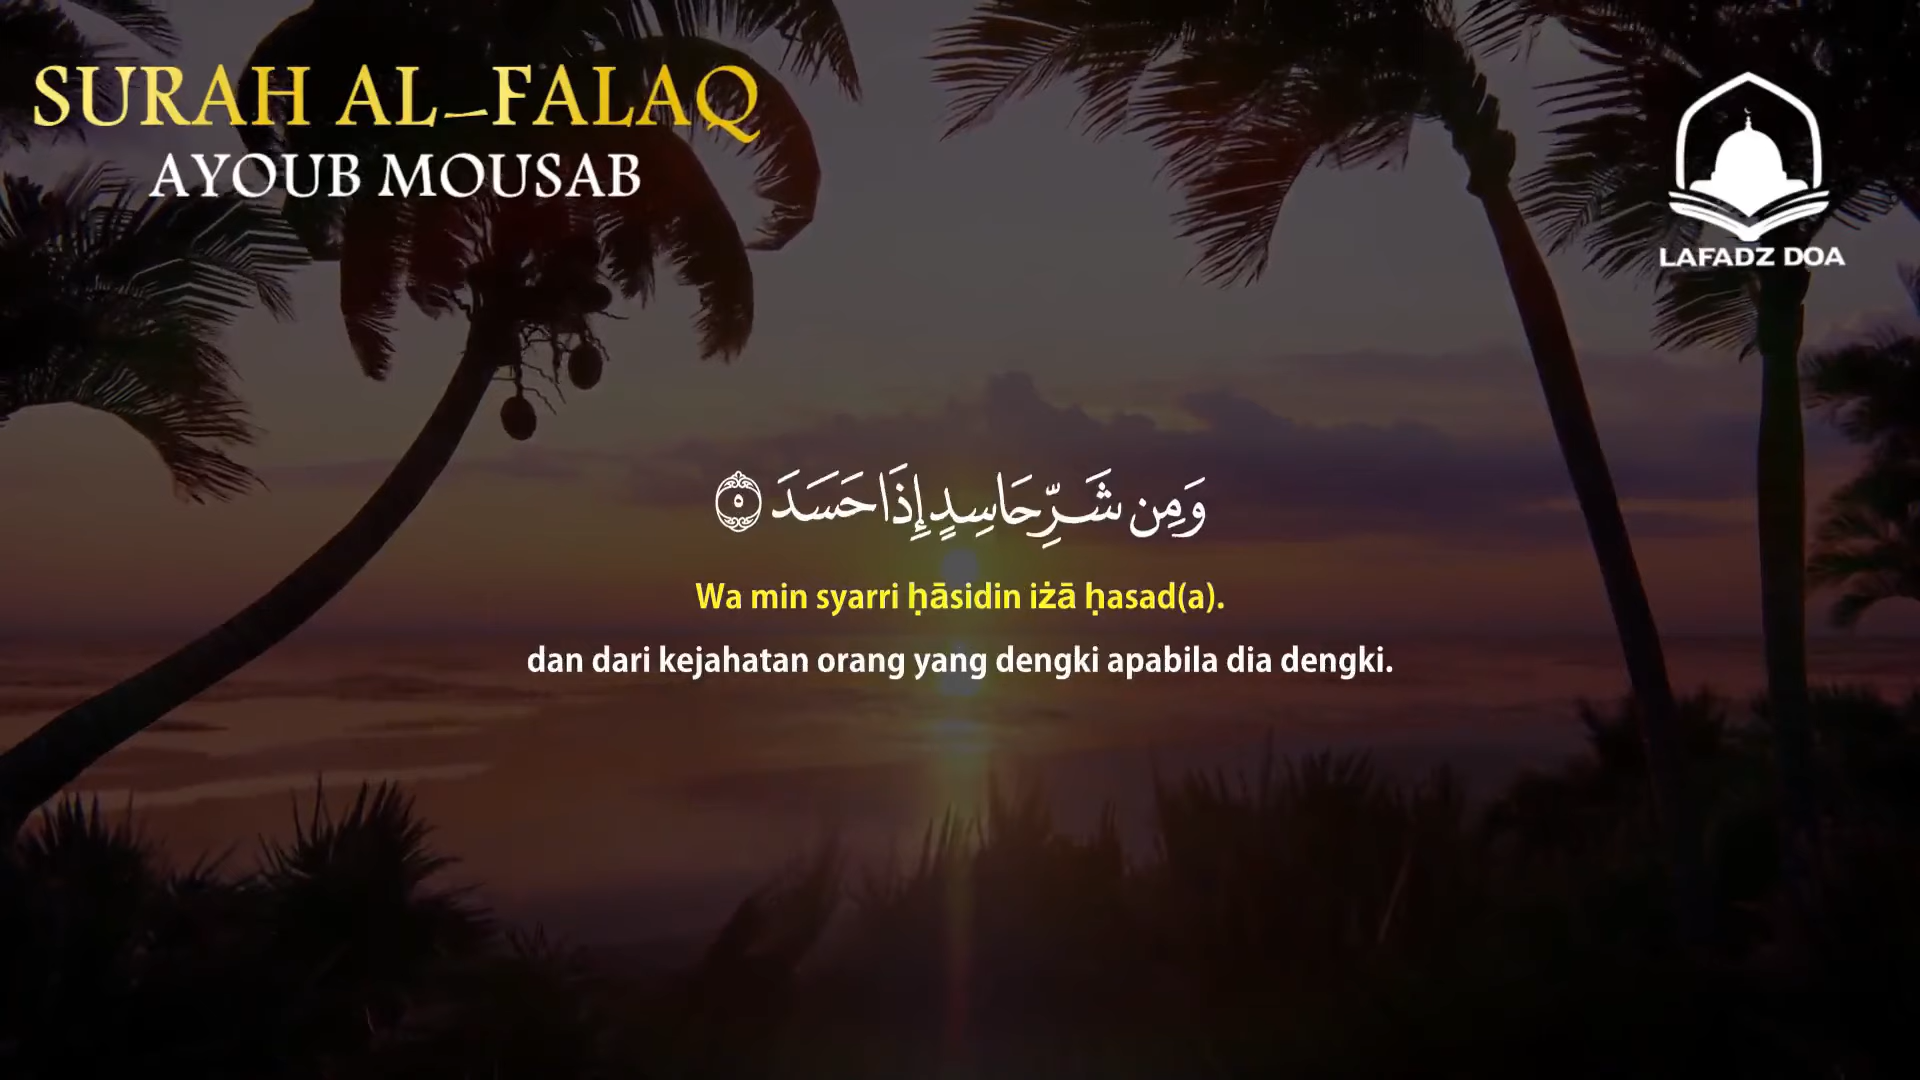 SURAH AL-FALAQ
AYOUB MOUSAB
LAFADZ DOA
وَمِن شَرِّ حَاسِدٍ إِذَا حَسَدَ ٥
Wa min syarri ḥāsidin iżā ḥasad(a).
dan dari kejahatan orang yang dengki apabila dia dengki.